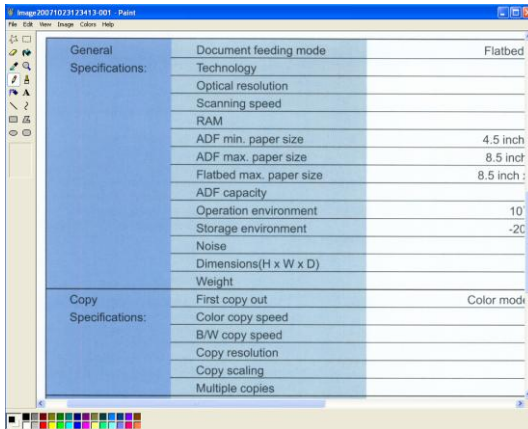 Image20071023123413-001 - Paint
File Edit View Image Colors Help
General Document feeding mode Flatbed
Specifications: Technology
Optical resolution
Scanning speed
RAM
ADF min. paper size 4.5 inch
ADF max. paper size 8.5 inch
Flatbed max. paper size 8.5 inch
ADF capacity
Operation environment 10
Storage environment -20
Noise
Dimensions(H x W x D)
Weight
Copy First copy out Color mode
Specifications: Color copy speed
B/W copy speed
Copy resolution
Copy scaling
Multiple copies